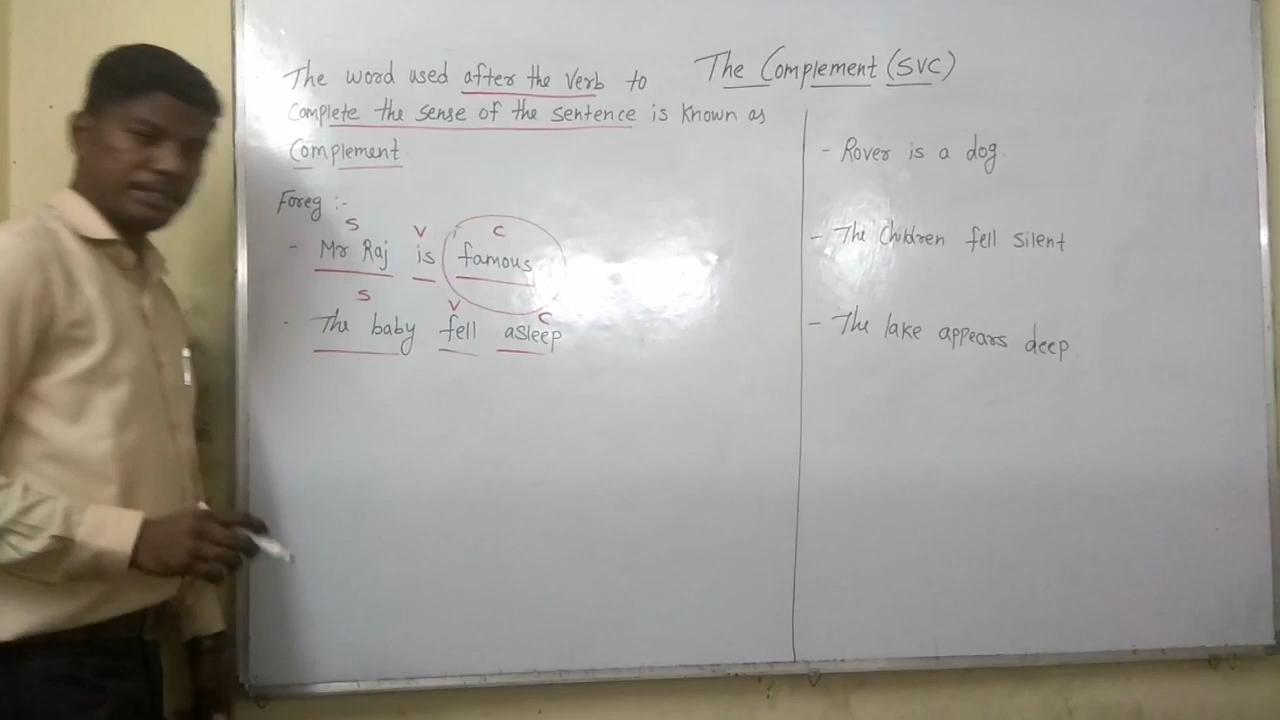 The Complement (SVC)
The word used after the verb to
Complete the sense of the sentence is known as
Complement
Foreg :-
S V C
- Mr Raj is famous
S V C
- The baby fell asleep
- Rover is a dog.
- The Children fell silent
- The lake appears deep